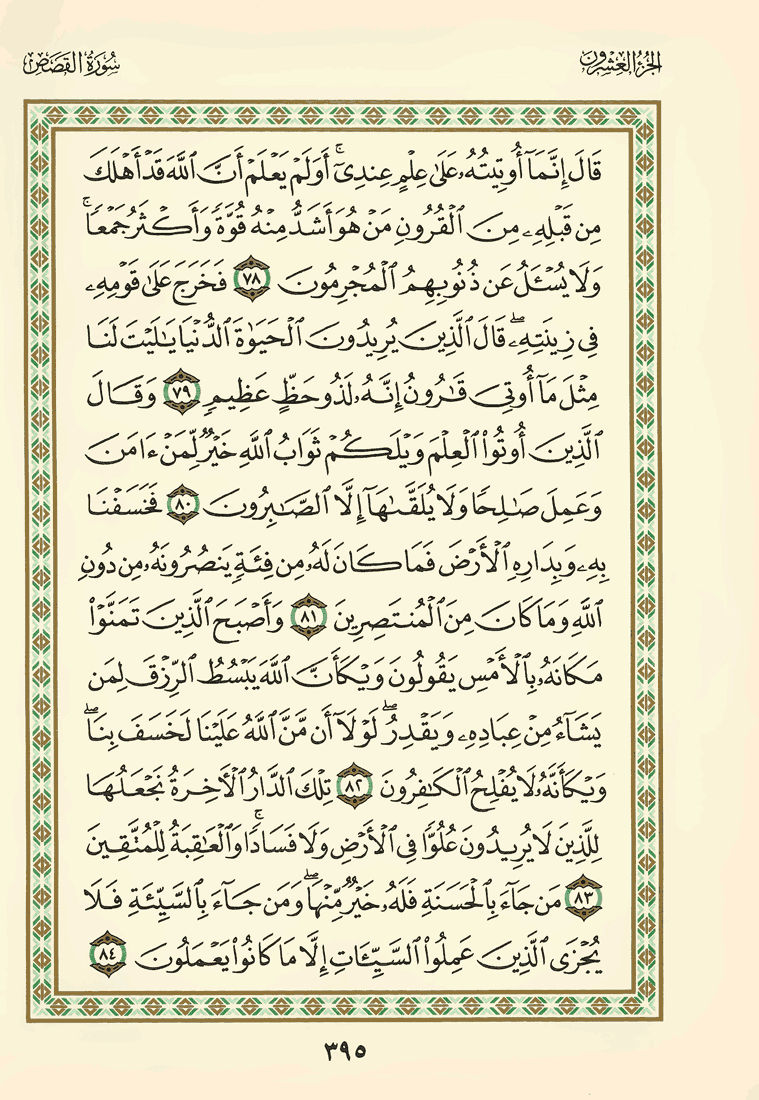 الجزء العشرون
سورة القصص
قَالَ إِنَّمَآ أُوتِيتُهُۥ عَلَىٰ عِلْمٍ عِندِىٓ ۚ أَوَلَمْ يَعْلَمْ أَنَّ ٱللَّهَ قَدْ أَهْلَكَ
مِن قَبْلِهِۦ مِنَ ٱلْقُرُونِ مَنْ هُوَ أَشَدُّ مِنْهُ قُوَّةً وَأَكْثَرُ جَمْعًا ۚ
وَلَا يُسْـَٔلُ عَن ذُنُوبِهِمُ ٱلْمُجْرِمُونَ ٧٨ فَخَرَجَ عَلَىٰ قَوْمِهِۦ
فِى زِينَتِهِۦ ۖ قَالَ ٱلَّذِينَ يُرِيدُونَ ٱلْحَيَوٰةَ ٱلدُّنْيَا يَـٰلَيْتَ لَنَا
مِثْلَ مَآ أُوتِىَ قَـٰرُونُ إِنَّهُۥ لَذُو حَظٍّ عَظِيمٍ ٧٩ وَقَالَ
ٱلَّذِينَ أُوتُوا۟ ٱلْعِلْمَ وَيْلَكُمْ ثَوَابُ ٱللَّهِ خَيْرٌ لِّمَنْ ءَامَنَ
وَعَمِلَ صَـٰلِحًا وَلَا يُلَقَّىٰهَآ إِلَّا ٱلصَّـٰبِرُونَ ٨٠ فَخَسَفْنَا
بِهِۦ وَبِدَارِهِ ٱلْأَرْضَ فَمَا كَانَ لَهُۥ مِن فِئَةٍ يَنصُرُونَهُۥ مِن دُونِ
ٱللَّهِ وَمَا كَانَ مِنَ ٱلْمُنتَصِرِينَ ٨١ وَأَصْبَحَ ٱلَّذِينَ تَمَنَّوْا۟
مَكَانَهُۥ بِٱلْأَمْسِ يَقُولُونَ وَيْكَأَنَّ ٱللَّهَ يَبْسُطُ ٱلرِّزْقَ لِمَن
يَشَآءُ مِنْ عِبَادِهِۦ وَيَقْدِرُ ۖ لَوْلَآ أَن مَّنَّ ٱللَّهُ عَلَيْنَا لَخَسَفَ بِنَا ۖ
وَيْكَأَنَّهُۥ لَا يُفْلِحُ ٱلْكَـٰفِرُونَ ٨٢ تِلْكَ ٱلدَّارُ ٱلْـَٔاخِرَةُ نَجْعَلُهَا
لِلَّذِينَ لَا يُرِيدُونَ عُلُوًّا فِى ٱلْأَرْضِ وَلَا فَسَادًا ۚ وَٱلْعَـٰقِبَةُ لِلْمُتَّقِينَ
٨٣ مَن جَآءَ بِٱلْحَسَنَةِ فَلَهُۥ خَيْرٌ مِّنْهَا ۖ وَمَن جَآءَ بِٱلسَّيِّئَةِ فَلَا
يُجْزَى ٱلَّذِينَ عَمِلُوا۟ ٱلسَّيِّـَٔاتِ إِلَّا مَا كَانُوا۟ يَعْمَلُونَ ٨٤
٣٩٥